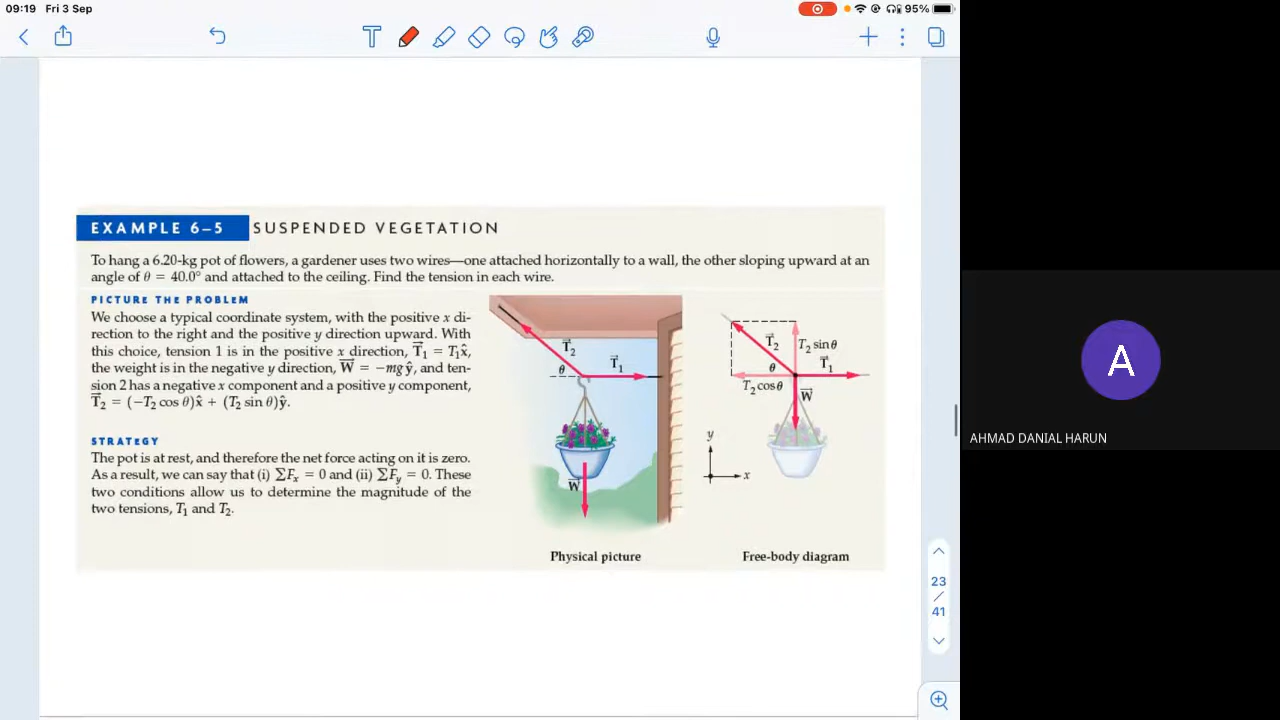 09:19 Fri 3 Sep
95%
EXAMPLE 6–5 SUSPENDED VEGETATION
To hang a 6.20-kg pot of flowers, a gardener uses two wires—one attached horizontally to a wall, the other sloping upward at an
angle of θ = 40.0° and attached to the ceiling. Find the tension in each wire.
PICTURE THE PROBLEM
We choose a typical coordinate system, with the positive x di-
rection to the right and the positive y direction upward. With
this choice, tension 1 is in the positive x direction, T⃗₁ = T₁x̂,
the weight is in the negative y direction, W⃗ = −mgŷ, and ten-
sion 2 has a negative x component and a positive y component,
T⃗₂ = (−T₂ cos θ)x̂ + (T₂ sin θ)ŷ.
STRATEGY
The pot is at rest, and therefore the net force acting on it is zero.
As a result, we can say that (i) ΣFₓ = 0 and (ii) ΣFᵧ = 0. These
two conditions allow us to determine the magnitude of the
two tensions, T₁ and T₂.
T⃗₂
T⃗₁
θ
W⃗
Physical picture
T⃗₂
T₂ sin θ
T⃗₁
θ
T₂ cos θ
W⃗
y
x
Free-body diagram
23
/
41
A
AHMAD DANIAL HARUN